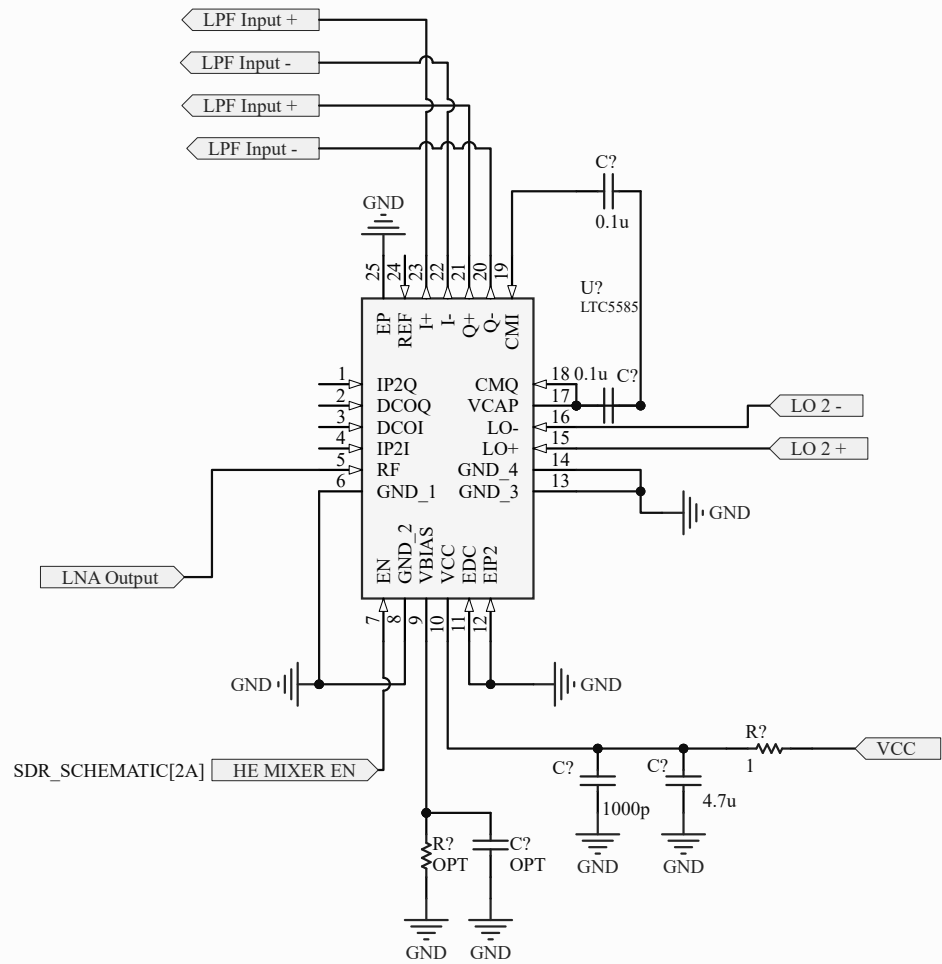 LPF Input +
LPF Input -
LPF Input +
LPF Input -
C?
0.1u
GND
25 24 23 22 21 20 19
U?
LTC5585
EP REF I+ I- Q+ Q- CMI
1 IP2Q
2 DCOQ
3 DCOI
4 IP2I
5 RF
6 GND_1
CMQ 18 0.1u C?
VCAP 17
LO- 16
LO+ 15
GND_4 14
GND_3 13
LO 2 -
LO 2 +
GND
LNA Output
EN GND_2 VBIAS VCC EDC EIP2
7 8 9 10 11 12
GND
GND
SDR_SCHEMATIC[2A] HE MIXER EN
R?
1
VCC
C?
1000p
C?
4.7u
GND
GND
R?
OPT
C?
OPT
GND
GND